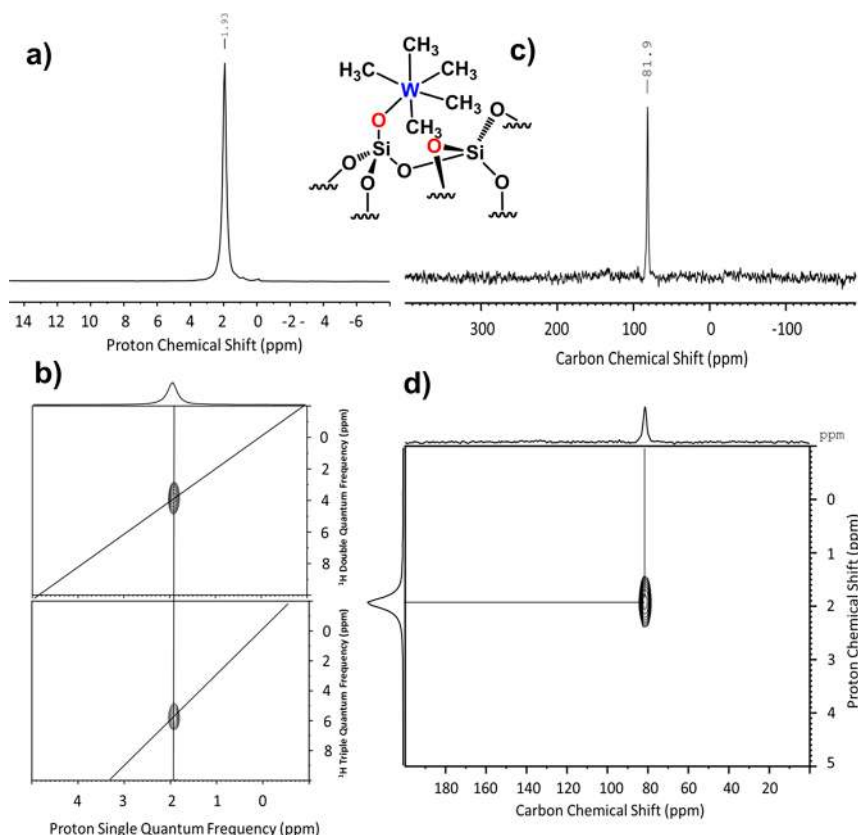 a)
1.93
14 12 10 8 6 4 2 0 -2 - 4 -6
Proton Chemical Shift (ppm)
CH₃
H₃C CH₃
W CH₃
O CH₃
O O
Si O Si
O O O
c)
81.9
300 200 100 0 -100
Carbon Chemical Shift (ppm)
b)
0
2
4
6
8
¹H Double Quantum Frequency (ppm)
0
2
4
6
8
¹H Triple Quantum Frequency (ppm)
4 3 2 1 0
Proton Single Quantum Frequency (ppm)
d)
ppm
0
1
2
3
4
5
Proton Chemical Shift (ppm)
180 160 140 120 100 80 60 40 20
Carbon Chemical Shift (ppm)